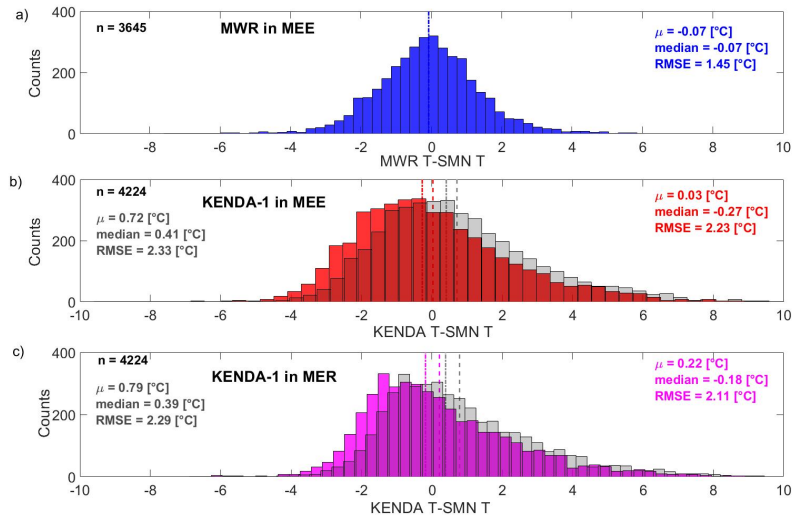 a)
n = 3645
MWR in MEE
μ = -0.07 [°C]
median = -0.07 [°C]
RMSE = 1.45 [°C]
400
200
0
Counts
-8 -6 -4 -2 0 2 4 6 8 10
MWR T-SMN T
b)
n = 4224
KENDA-1 in MEE
μ = 0.72 [°C]
median = 0.41 [°C]
RMSE = 2.33 [°C]
μ = 0.03 [°C]
median = -0.27 [°C]
RMSE = 2.23 [°C]
400
200
0
Counts
-10 -8 -6 -4 -2 0 2 4 6 8 10
KENDA T-SMN T
c)
n = 4224
KENDA-1 in MER
μ = 0.79 [°C]
median = 0.39 [°C]
RMSE = 2.29 [°C]
μ = 0.22 [°C]
median = -0.18 [°C]
RMSE = 2.11 [°C]
400
200
0
Counts
-10 -8 -6 -4 -2 0 2 4 6 8 10
KENDA T-SMN T